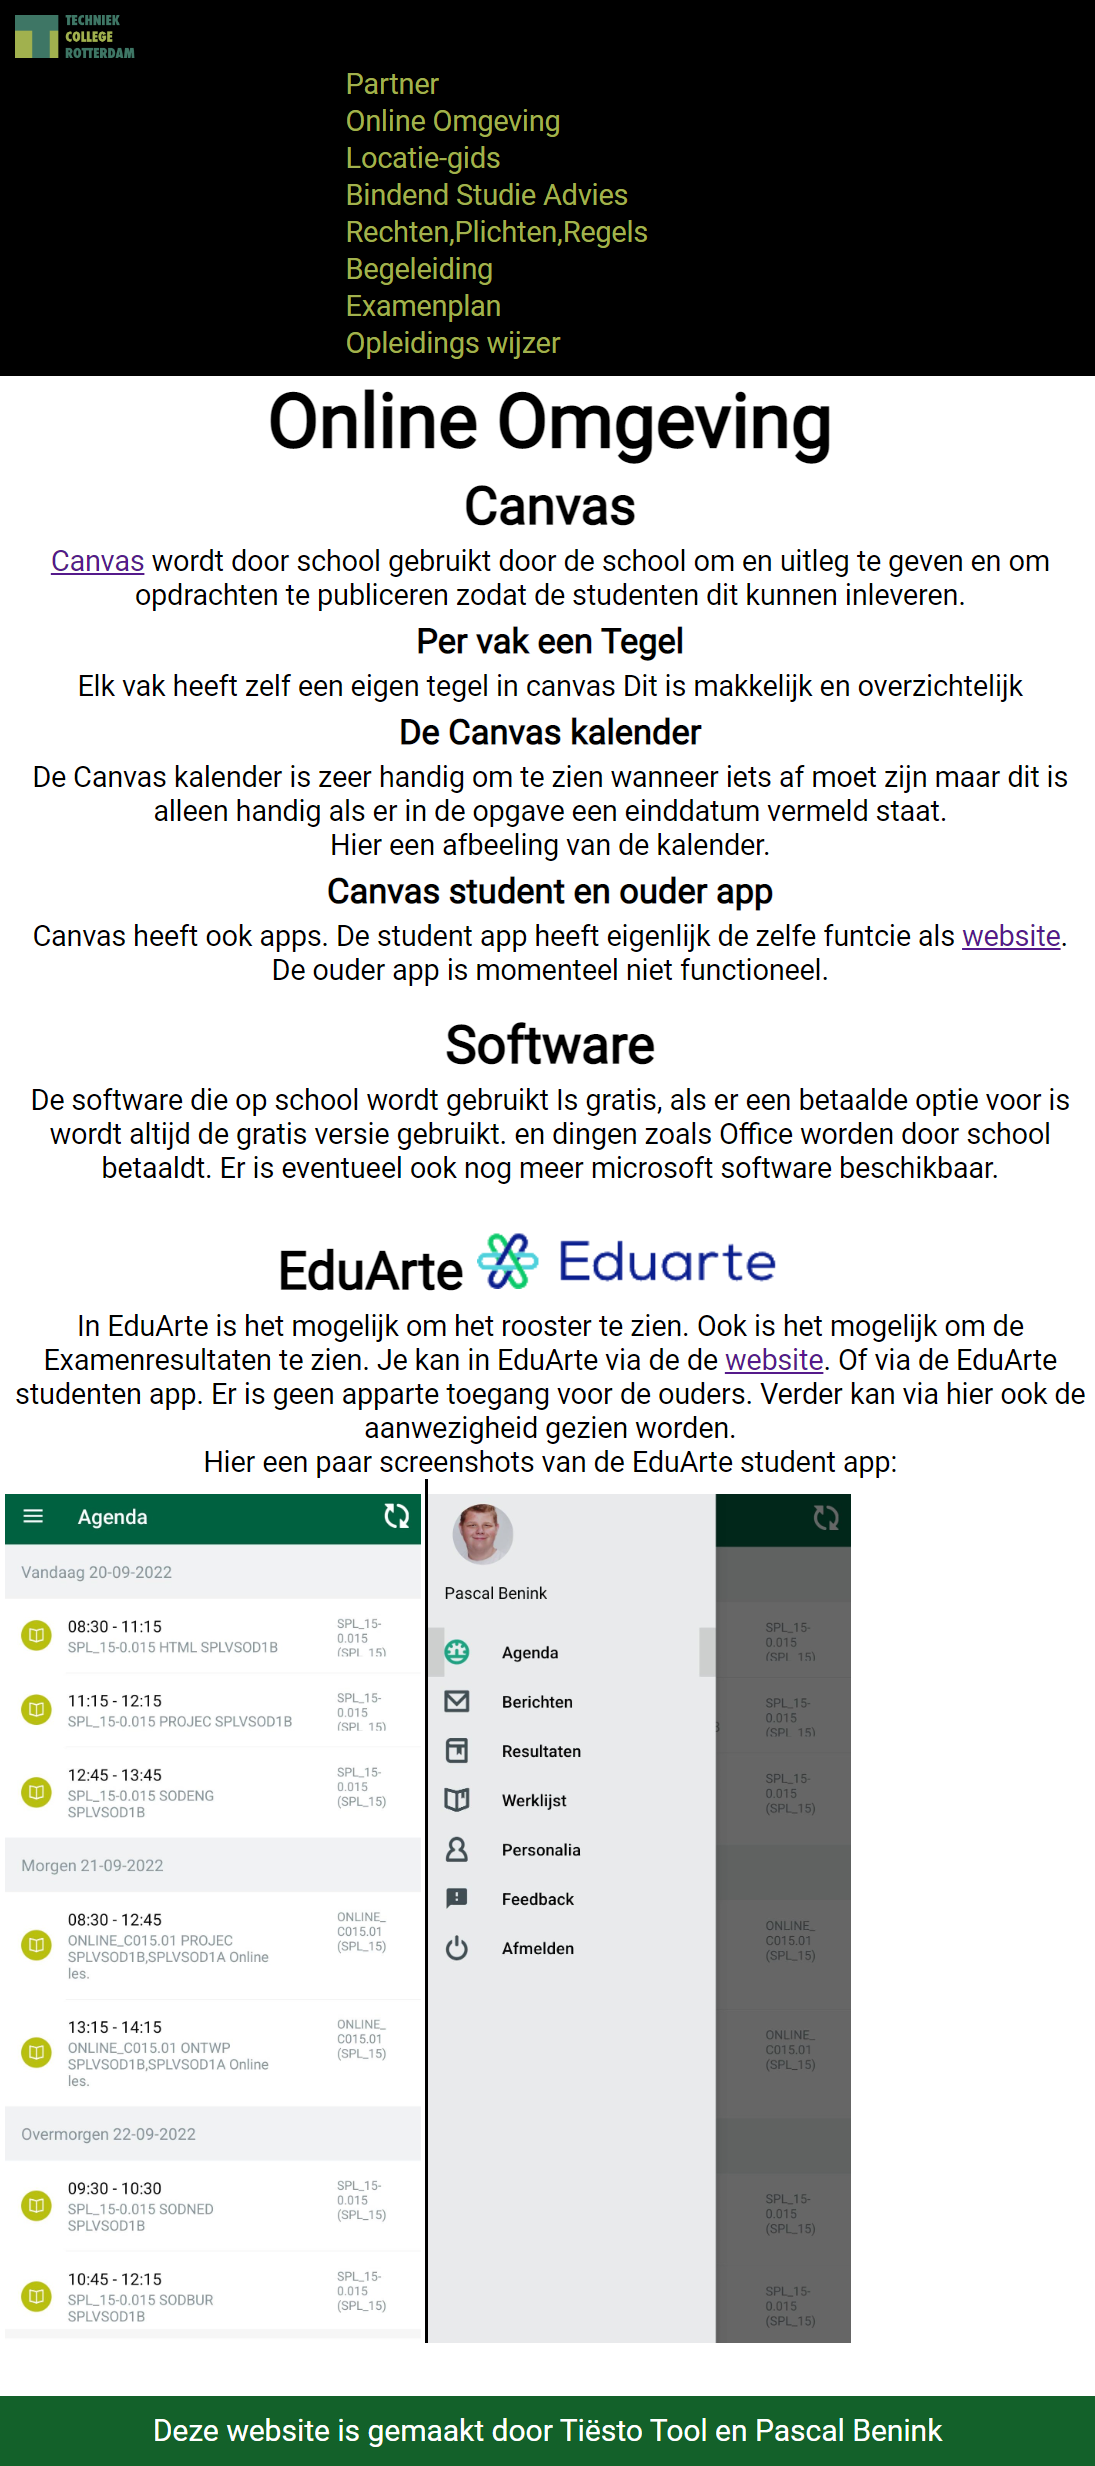 TECHNIEK
COLLEGE
ROTTERDAM
Partner
Online Omgeving
Locatie-gids
Bindend Studie Advies
Rechten,Plichten,Regels
Begeleiding
Examenplan
Opleidings wijzer
Online Omgeving
Canvas
Canvas wordt door school gebruikt door de school om en uitleg te geven en om
opdrachten te publiceren zodat de studenten dit kunnen inleveren.
Per vak een Tegel
Elk vak heeft zelf een eigen tegel in canvas Dit is makkelijk en overzichtelijk
De Canvas kalender
De Canvas kalender is zeer handig om te zien wanneer iets af moet zijn maar dit is
alleen handig als er in de opgave een einddatum vermeld staat.
Hier een afbeeling van de kalender.
Canvas student en ouder app
Canvas heeft ook apps. De student app heeft eigenlijk de zelfe funtcie als website.
De ouder app is momenteel niet functioneel.
Software
De software die op school wordt gebruikt Is gratis, als er een betaalde optie voor is
wordt altijd de gratis versie gebruikt. en dingen zoals Office worden door school
betaaldt. Er is eventueel ook nog meer microsoft software beschikbaar.
EduArte Eduarte
In EduArte is het mogelijk om het rooster te zien. Ook is het mogelijk om de
Examenresultaten te zien. Je kan in EduArte via de de website. Of via de EduArte
studenten app. Er is geen apparte toegang voor de ouders. Verder kan via hier ook de
aanwezigheid gezien worden.
Hier een paar screenshots van de EduArte student app:
Agenda
Vandaag 20-09-2022
08:30 - 11:15
SPL_15-0.015 HTML SPLVSOD1B
SPL_15-
0.015
(SPL_15)
11:15 - 12:15
SPL_15-0.015 PROJEC SPLVSOD1B
SPL_15-
0.015
(SPL_15)
12:45 - 13:45
SPL_15-0.015 SODENG
SPLVSOD1B
SPL_15-
0.015
(SPL_15)
Morgen 21-09-2022
08:30 - 12:45
ONLINE_C015.01 PROJEC
SPLVSOD1B,SPLVSOD1A Online
les.
ONLINE_
C015.01
(SPL_15)
13:15 - 14:15
ONLINE_C015.01 ONTWP
SPLVSOD1B,SPLVSOD1A Online
les.
ONLINE_
C015.01
(SPL_15)
Overmorgen 22-09-2022
09:30 - 10:30
SPL_15-0.015 SODNED
SPLVSOD1B
SPL_15-
0.015
(SPL_15)
10:45 - 12:15
SPL_15-0.015 SODBUR
SPLVSOD1B
SPL_15-
0.015
(SPL_15)
Pascal Benink
Agenda
Berichten
Resultaten
Werklijst
Personalia
Feedback
Afmelden
SPL_15-
0.015
(SPL_15)
SPL_15-
0.015
(SPL_15)
B
SPL_15-
0.015
(SPL_15)
ONLINE_
C015.01
(SPL_15)
ONLINE_
C015.01
(SPL_15)
SPL_15-
0.015
(SPL_15)
SPL_15-
0.015
(SPL_15)
Deze website is gemaakt door Tiësto Tool en Pascal Benink